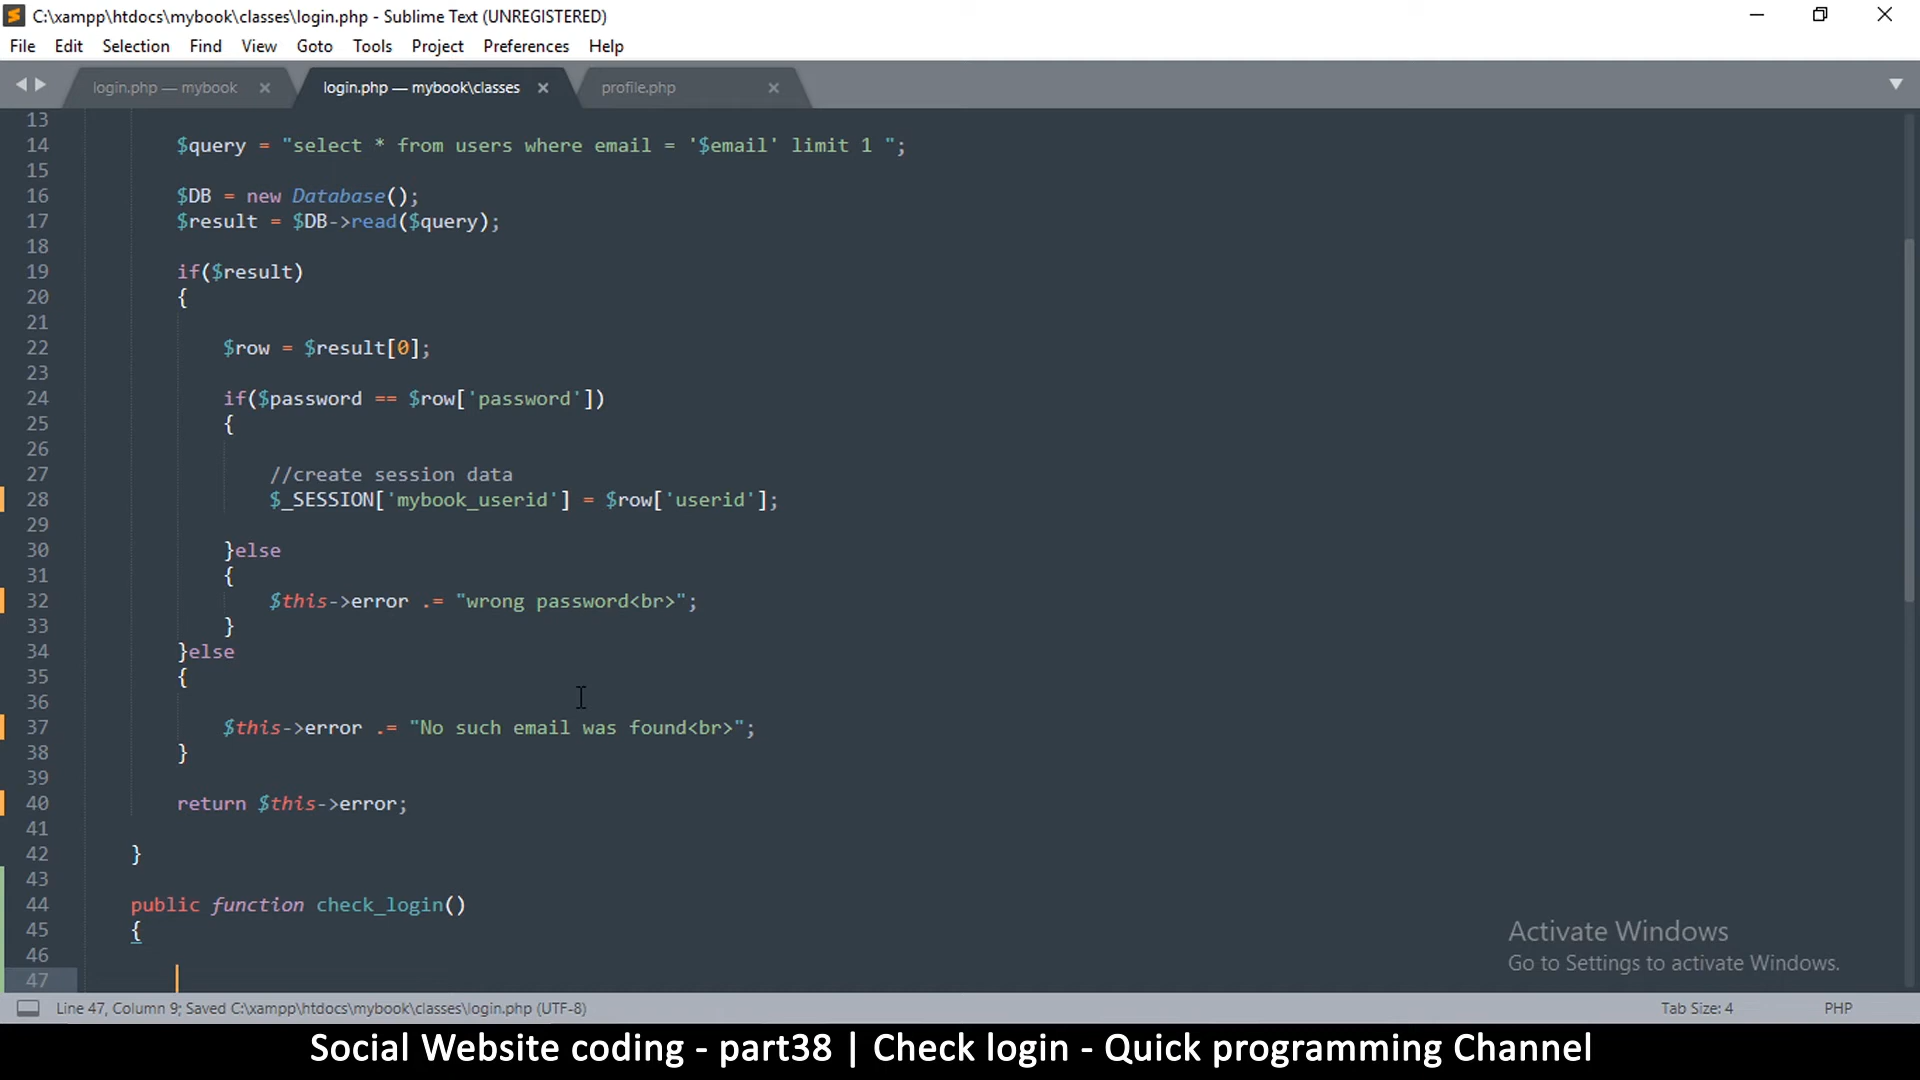 C:\xampp\htdocs\mybook\classes\login.php - Sublime Text (UNREGISTERED)
File Edit Selection Find View Goto Tools Project Preferences Help
login.php — mybook × login.php — mybook\classes × profile.php ×
13
14 $query = "select * from users where email = '$email' limit 1 ";
15
16 $DB = new Database();
17 $result = $DB->read($query);
18
19 if($result)
20 {
21
22 $row = $result[0];
23
24 if($password == $row['password'])
25 {
26
27 //create session data
28 $_SESSION['mybook_userid'] = $row['userid'];
29
30 }else
31 {
32 $this->error .= "wrong password<br>";
33 }
34 }else
35 {
36
37 $this->error .= "No such email was found<br>";
38 }
39
40 return $this->error;
41
42 }
43
44 public function check_login()
45 {
46
47
Activate Windows
Go to Settings to activate Windows.
Line 47, Column 9; Saved C:\xampp\htdocs\mybook\classes\login.php (UTF-8) Tab Size: 4 PHP
Social Website coding - part38 | Check login - Quick programming Channel